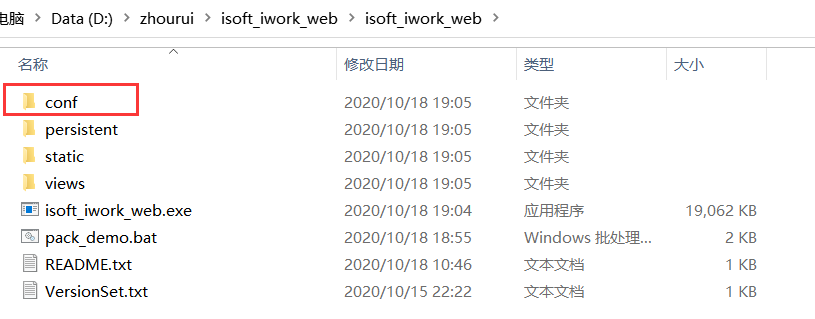 电脑 > Data (D:) > zhourui > isoft_iwork_web > isoft_iwork_web >
名称 修改日期 类型 大小
conf 2020/10/18 19:05 文件夹
persistent 2020/10/18 19:05 文件夹
static 2020/10/18 19:05 文件夹
views 2020/10/18 19:05 文件夹
isoft_iwork_web.exe 2020/10/18 19:04 应用程序 19,062 KB
pack_demo.bat 2020/10/18 18:55 Windows 批处理... 2 KB
README.txt 2020/10/18 10:46 文本文档 1 KB
VersionSet.txt 2020/10/15 22:22 文本文档 1 KB